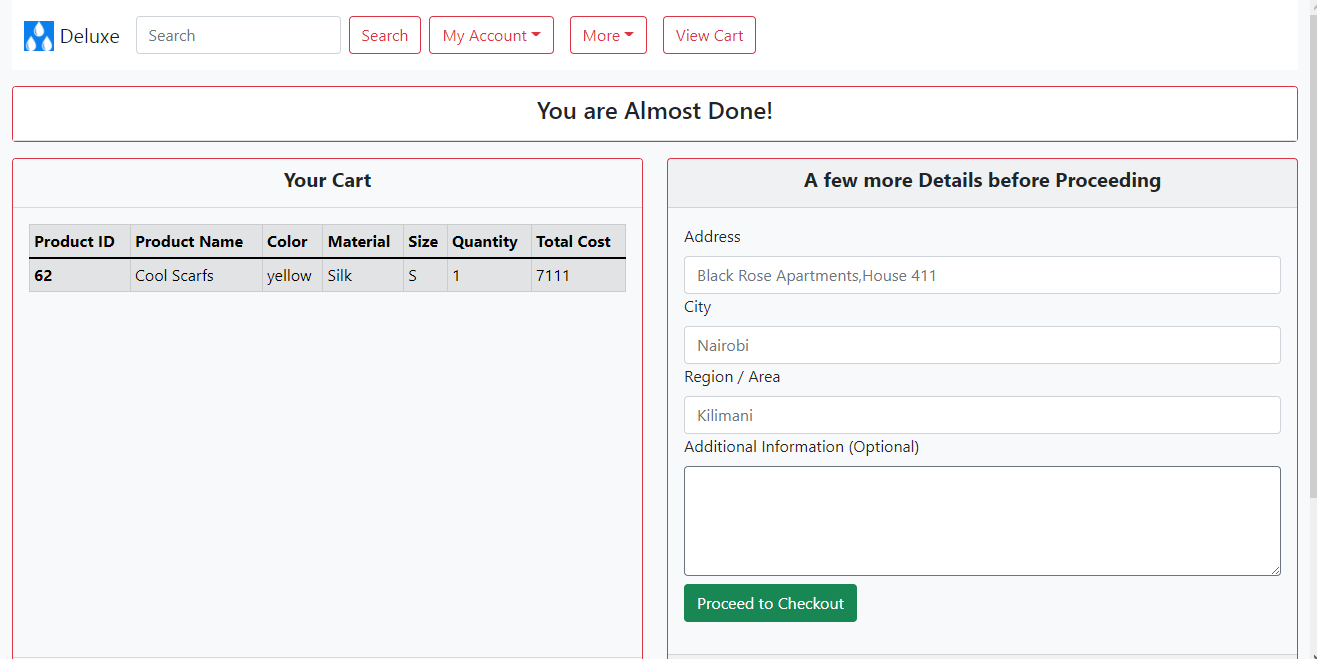 Deluxe Search Search My Account More View Cart
You are Almost Done!
Your Cart
Product ID Product Name Color Material Size Quantity Total Cost
62 Cool Scarfs yellow Silk S 1 7111
A few more Details before Proceeding
Address
Black Rose Apartments,House 411
City
Nairobi
Region / Area
Kilimani
Additional Information (Optional)
Proceed to Checkout